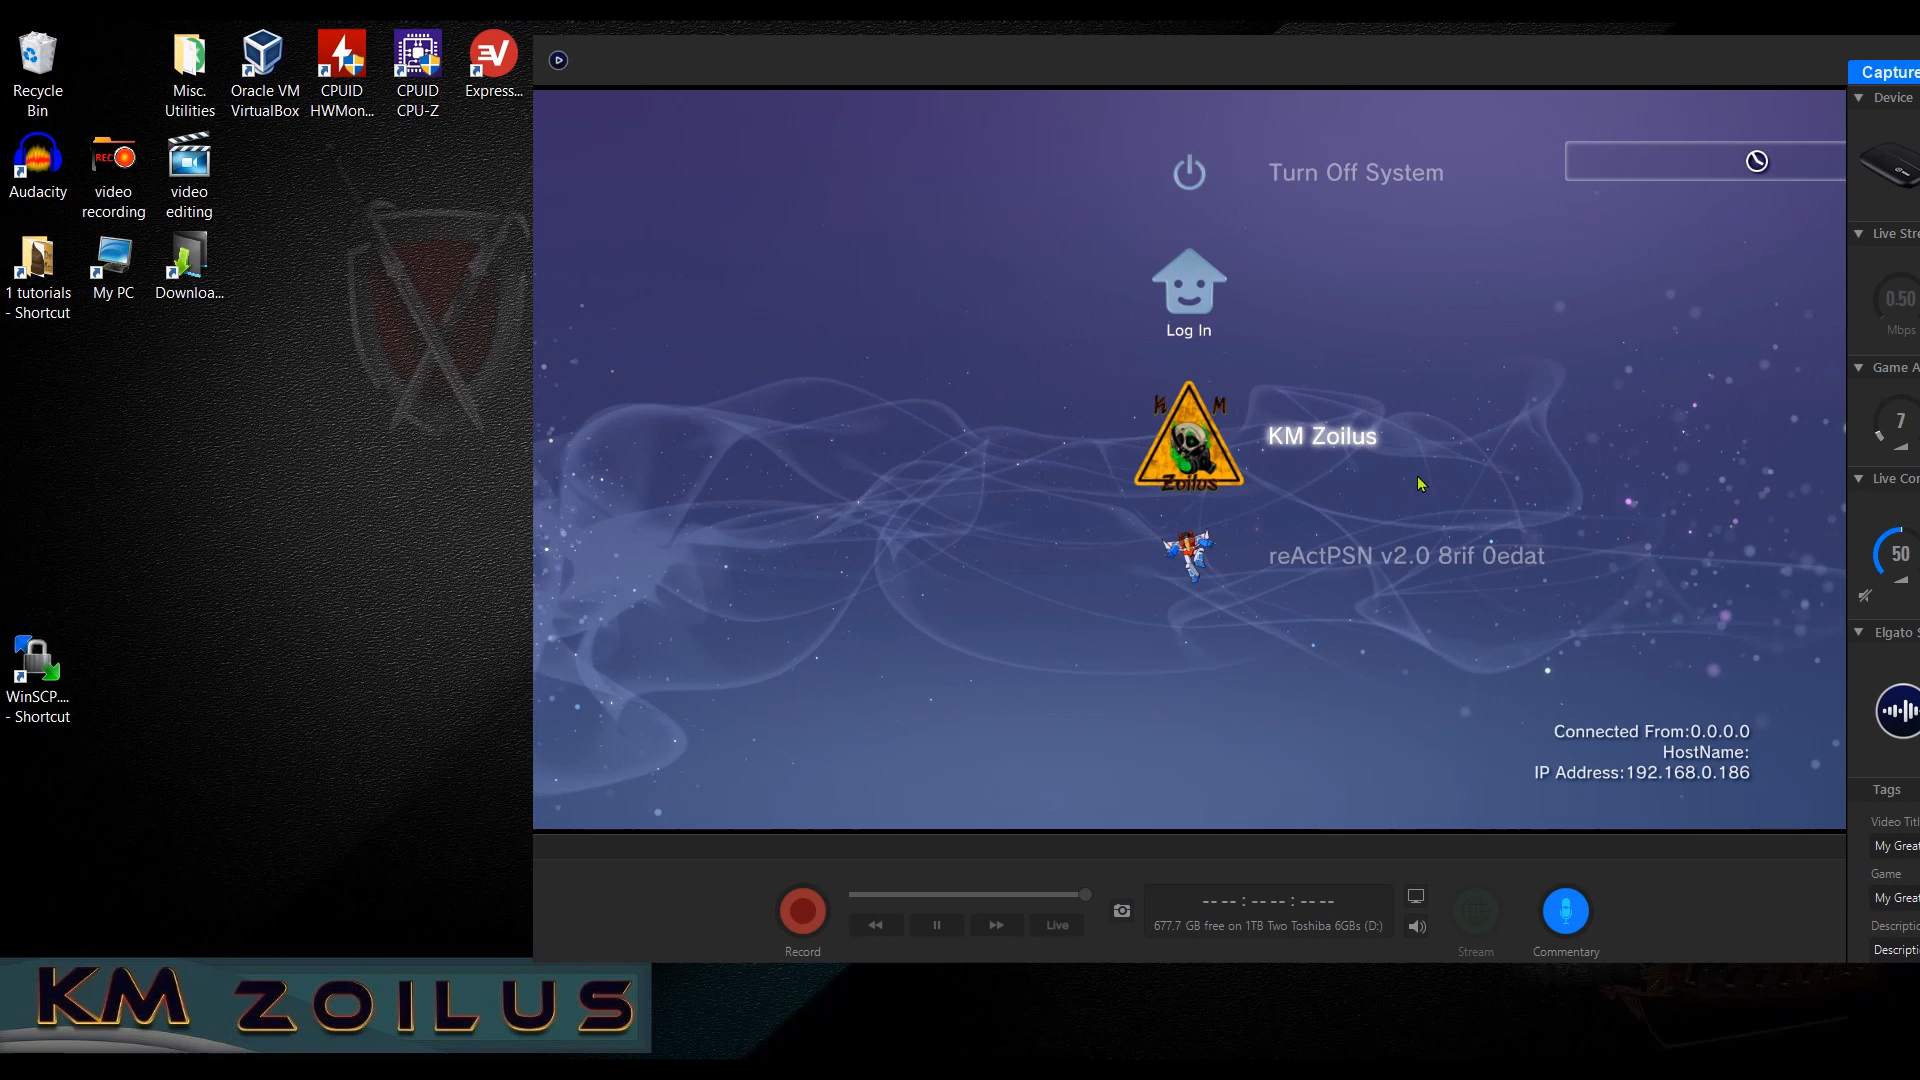 Recycle
Bin
Misc.
Utilities
Oracle VM
VirtualBox
CPUID
HWMon...
CPUID
CPU-Z
EV
Express...
Audacity
REC
video
recording
video
editing
1 tutorials
- Shortcut
My PC
Downloa...
WinSCP....
- Shortcut
Turn Off System
Log In
K M
Zoilus
KM Zoilus
reActPSN v2.0 8rif 0edat
Connected From:0.0.0.0
HostName:
IP Address:192.168.0.186
Capture
Device
Live Stre
0.50
Mbps
Game A
7
Live Cor
50
Elgato S
Tags
Video Titl
My Great
Game
My Great
Descriptio
Descripti
Record
Live
-- -- : -- -- : -- --
677.7 GB free on 1TB Two Toshiba 6GBs (D:)
Stream
Commentary
KM ZOILUS